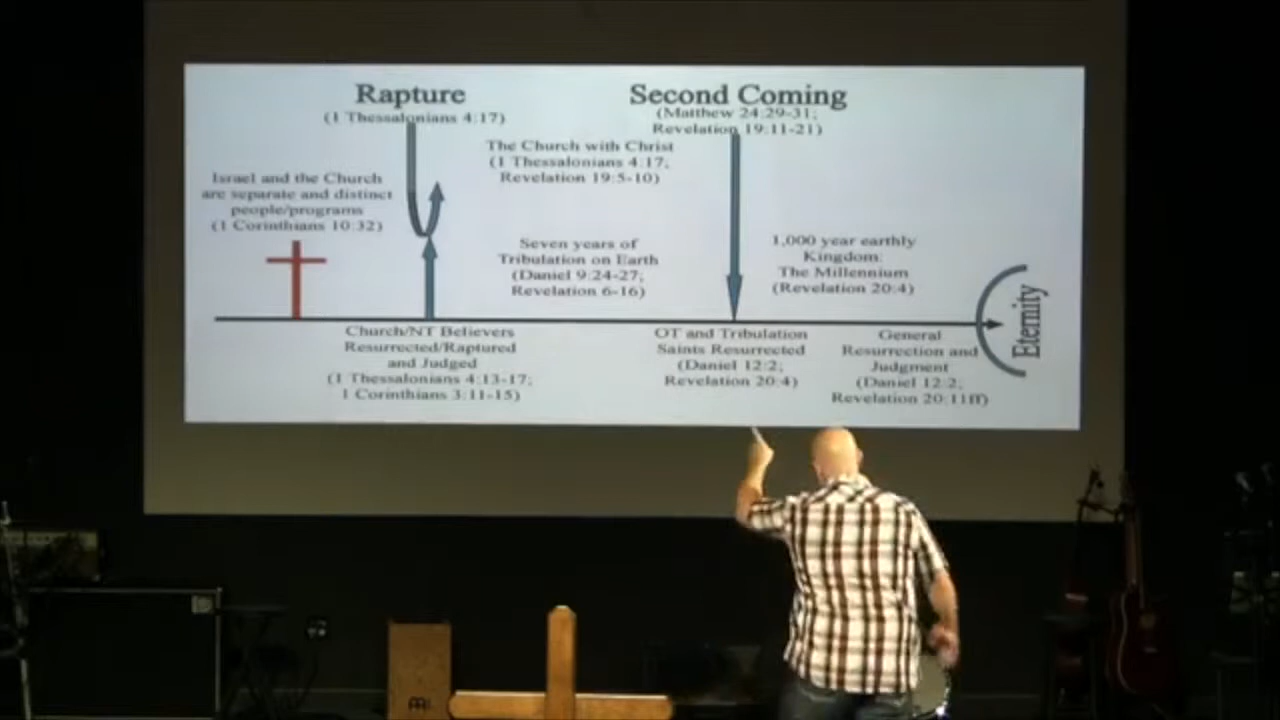 Rapture
(1 Thessalonians 4:17)
Second Coming
(Matthew 24:29-31;
Revelation 19:11-21)
The Church with Christ
(1 Thessalonians 4:17,
Revelation 19:5-10)
Israel and the Church
are separate and distinct
people/programs
(1 Corinthians 10:32)
Seven years of
Tribulation on Earth
(Daniel 9:24-27,
Revelation 6-16)
1,000 year earthly
Kingdom:
The Millennium
(Revelation 20:4)
Eternity
Church/NT Believers
Resurrected/Raptured
and Judged
(1 Thessalonians 4:13-17;
1 Corinthians 3:11-15)
OT and Tribulation
Saints Resurrected
(Daniel 12:2,
Revelation 20:4)
General
Resurrection and
Judgment
(Daniel 12:2,
Revelation 20:11ff)